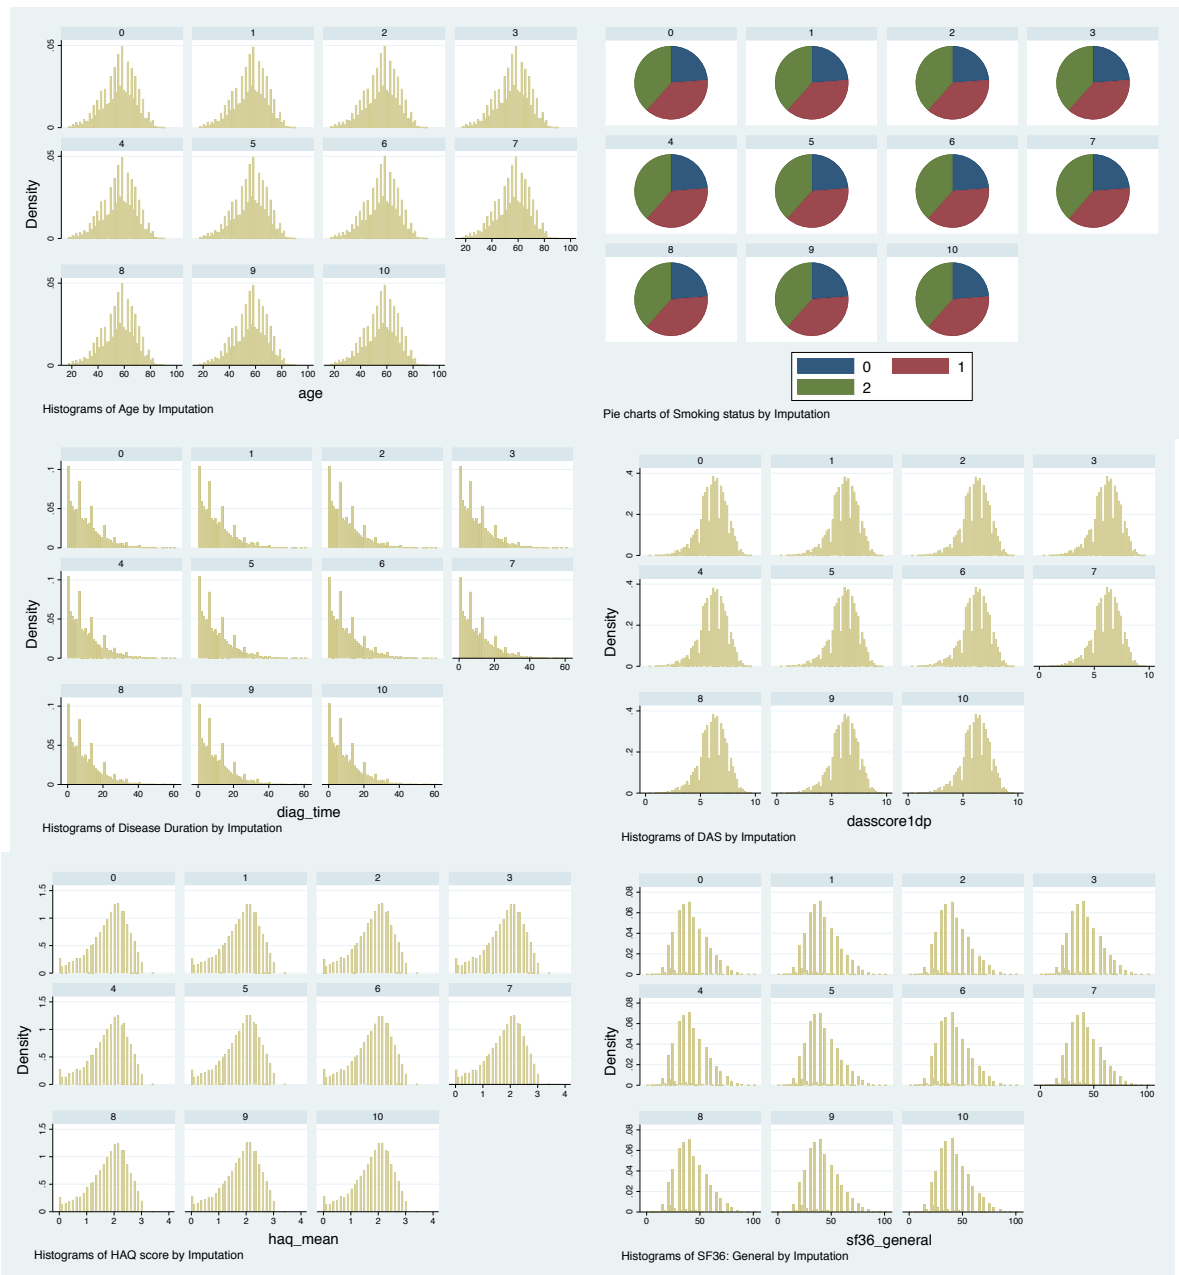 0 1 2 3
.05
0
4 5 6 7
.05
0
20 40 60 80 100
8 9 10
.05
0
20 40 60 80 100 20 40 60 80 100 20 40 60 80 100
Density
age
Histograms of Age by Imputation
0 1 2 3
4 5 6 7
8 9 10
0 1
2
Pie charts of Smoking status by Imputation
0 1 2 3
.1
.05
0
4 5 6 7
.1
.05
0
0 20 40 60
8 9 10
.1
.05
0
0 20 40 60 0 20 40 60 0 20 40 60
Density
diag_time
Histograms of Disease Duration by Imputation
0 1 2 3
.4
.2
0
4 5 6 7
.4
.2
0
0 5 10
8 9 10
.4
.2
0
0 5 10 0 5 10 0 5 10
Density
dasscore1dp
Histograms of DAS by Imputation
0 1 2 3
1.5
1
.5
0
4 5 6 7
1.5
1
.5
0
0 1 2 3 4
8 9 10
1.5
1
.5
0
0 1 2 3 4 0 1 2 3 4 0 1 2 3 4
Density
haq_mean
Histograms of HAQ score by Imputation
0 1 2 3
.08
.06
.04
.02
0
4 5 6 7
.08
.06
.04
.02
0
0 50 100
8 9 10
.08
.06
.04
.02
0
0 50 100 0 50 100 0 50 100
Density
sf36_general
Histograms of SF36: General by Imputation